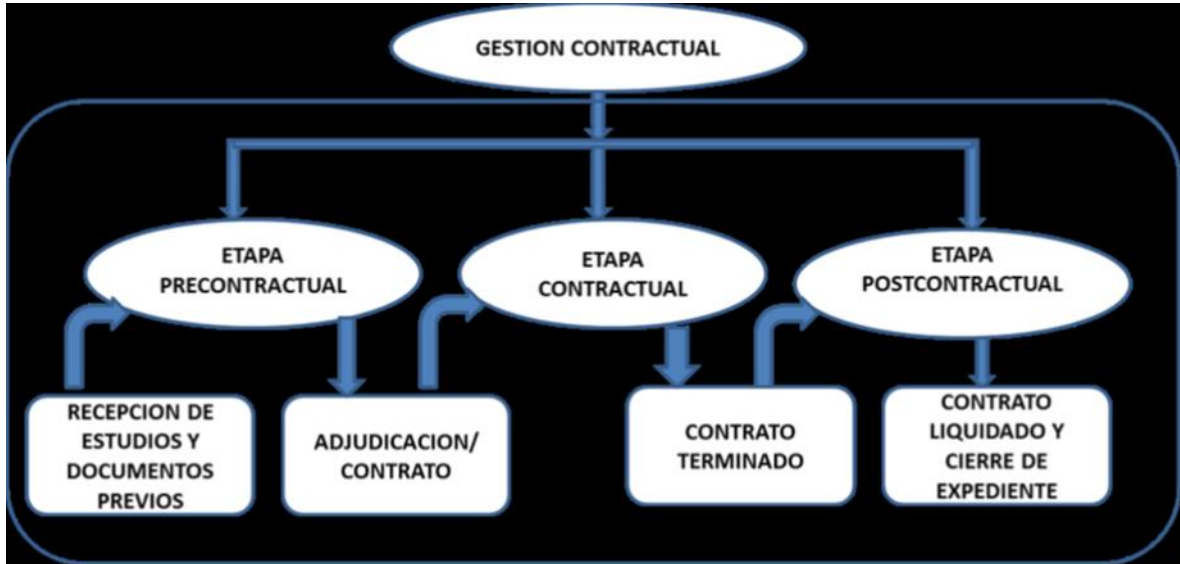 GESTION CONTRACTUAL
ETAPA
PRECONTRACTUAL
ETAPA
CONTRACTUAL
ETAPA
POSTCONTRACTUAL
RECEPCION DE
ESTUDIOS Y
DOCUMENTOS
PREVIOS
ADJUDICACION/
CONTRATO
CONTRATO
TERMINADO
CONTRATO
LIQUIDADO Y
CIERRE DE
EXPEDIENTE